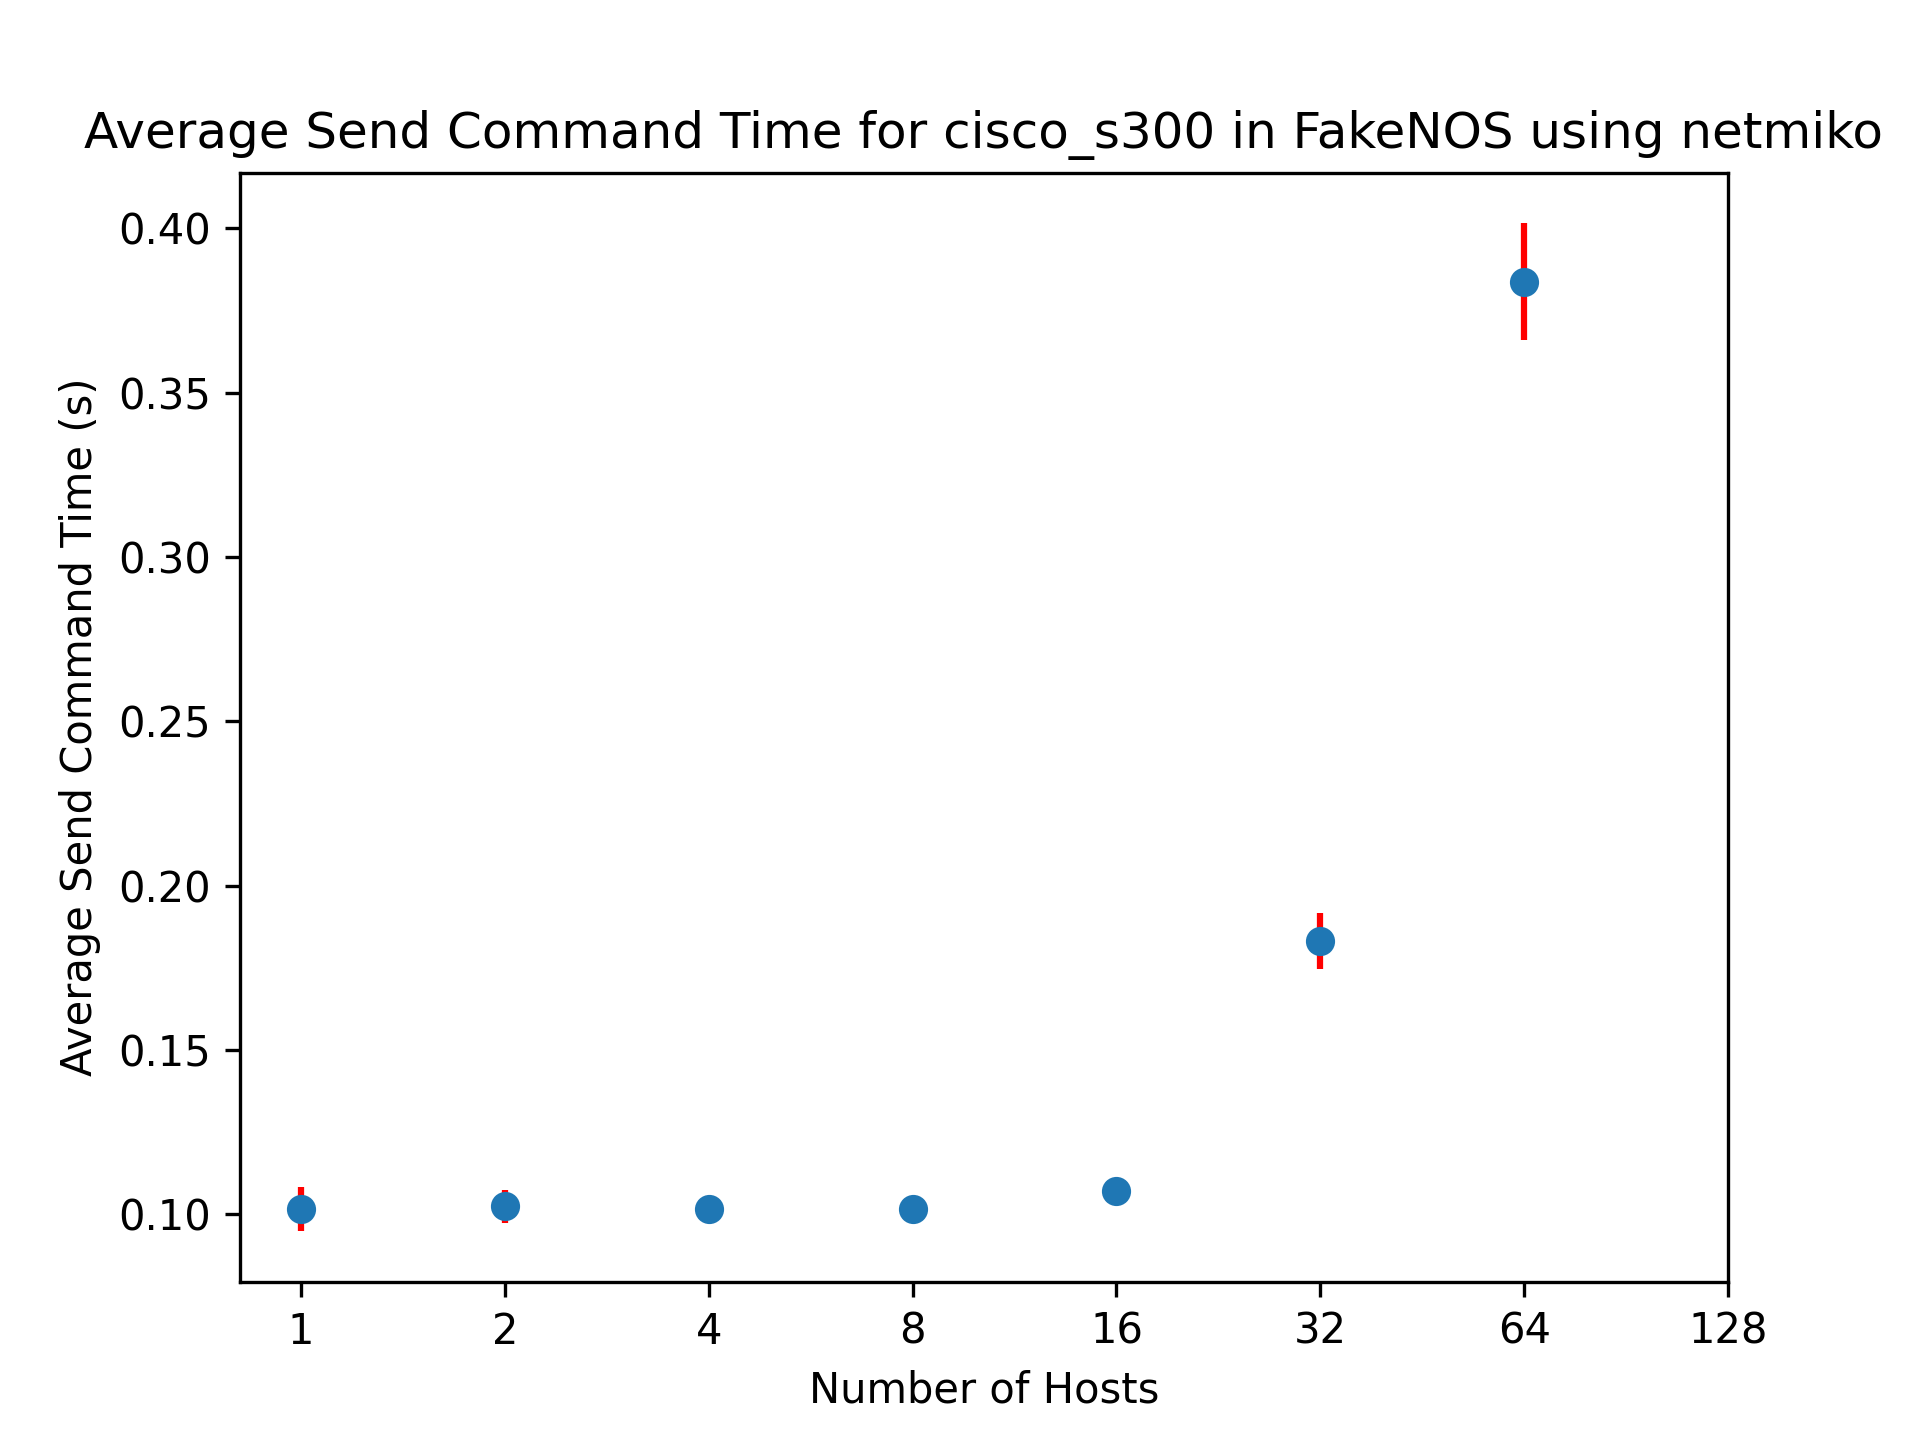 Average Send Command Time for cisco_s300 in FakeNOS using netmiko
Average Send Command Time (s)
0.40
0.35
0.30
0.25
0.20
0.15
0.10
1 2 4 8 16 32 64 128
Number of Hosts